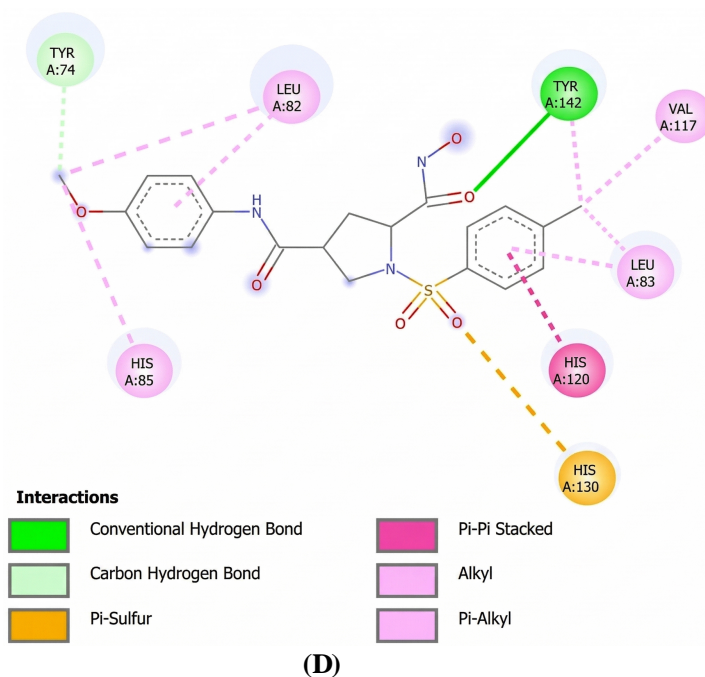 TYR
A:74
LEU
A:82
TYR
A:142
VAL
A:117
O
N
O
O
H
N
O
N
S
O
O
O
LEU
A:83
HIS
A:85
HIS
A:120
HIS
A:130
Interactions
Conventional Hydrogen Bond
Carbon Hydrogen Bond
Pi-Sulfur
Pi-Pi Stacked
Alkyl
Pi-Alkyl
(D)